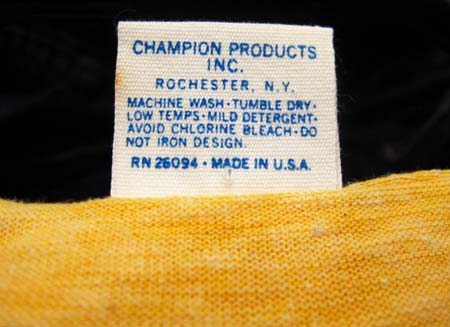 CHAMPION PRODUCTS
INC.
ROCHESTER, N.Y.
MACHINE WASH · TUMBLE DRY ·
LOW TEMPS · MILD DETERGENT ·
AVOID CHLORINE BLEACH · DO
NOT IRON DESIGN.
RN 26094 · MADE IN U.S.A.